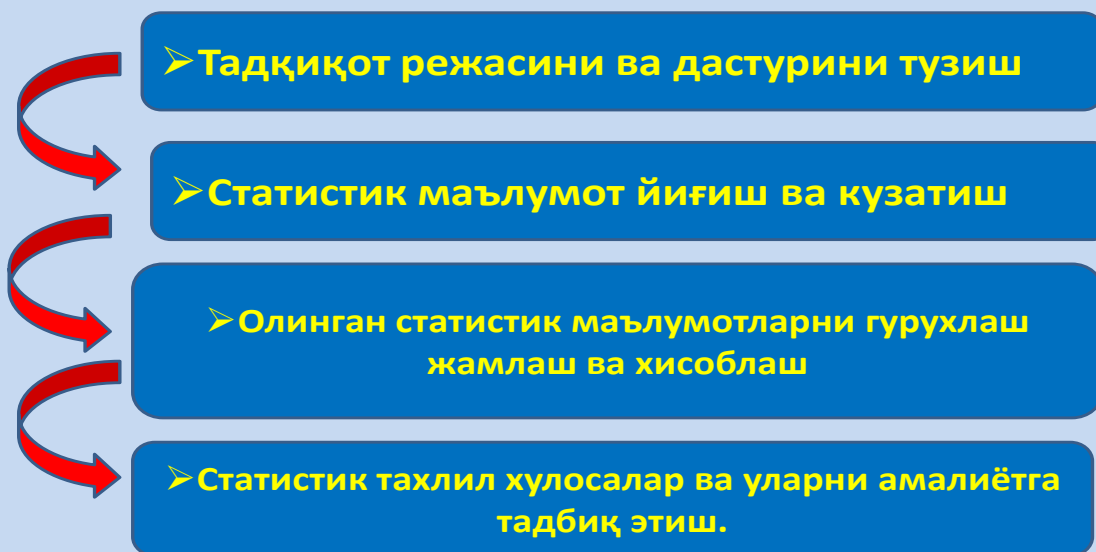 ➢Тадқиқот режасини ва дастурини тузиш
➢Статистик маълумот йиғиш ва кузатиш
➢Олинган статистик маълумотларни гурухлаш
жамлаш ва хисоблаш
➢Статистик тахлил хулосалар ва уларни амалиётга
тадбиқ этиш.